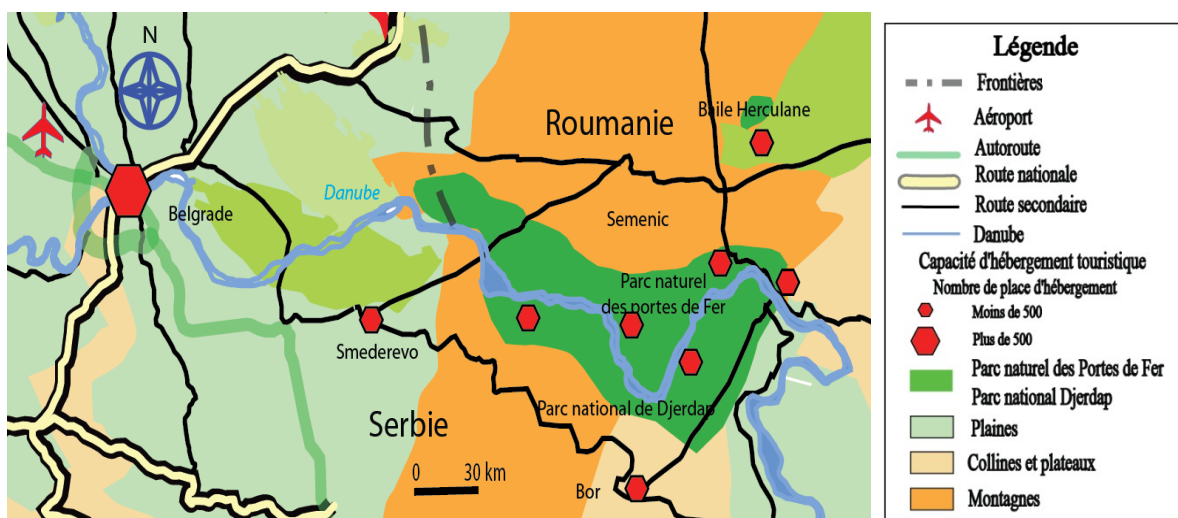 N
Roumanie
Baile Herculane
Danube
Belgrade
Semenic
Parc naturel
des portes de Fer
Smederevo
Parc national de Djerdap
Serbie
0 30 km
Bor
Légende
Frontières
Aéroport
Autoroute
Route nationale
Route secondaire
Danube
Capacité d'hébergement touristique
Nombre de place d'hébergement
Moins de 500
Plus de 500
Parc naturel des Portes de Fer
Parc national Djerdap
Plaines
Collines et plateaux
Montagnes